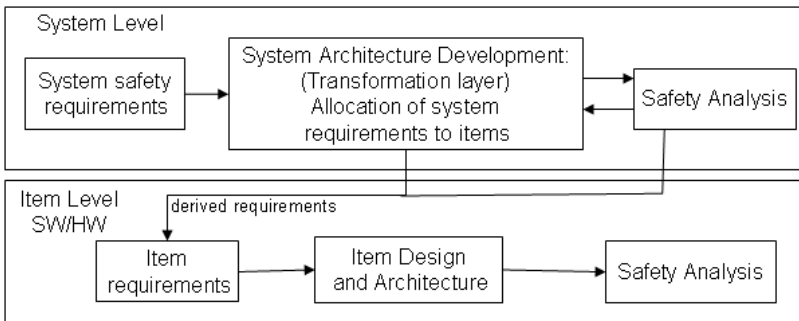 System Level
System safety
requirements
System Architecture Development:
(Transformation layer)
Allocation of system
requirements to items
Safety Analysis
Item Level
SW/HW
derived requirements
Item
requirements
Item Design
and Architecture
Safety Analysis